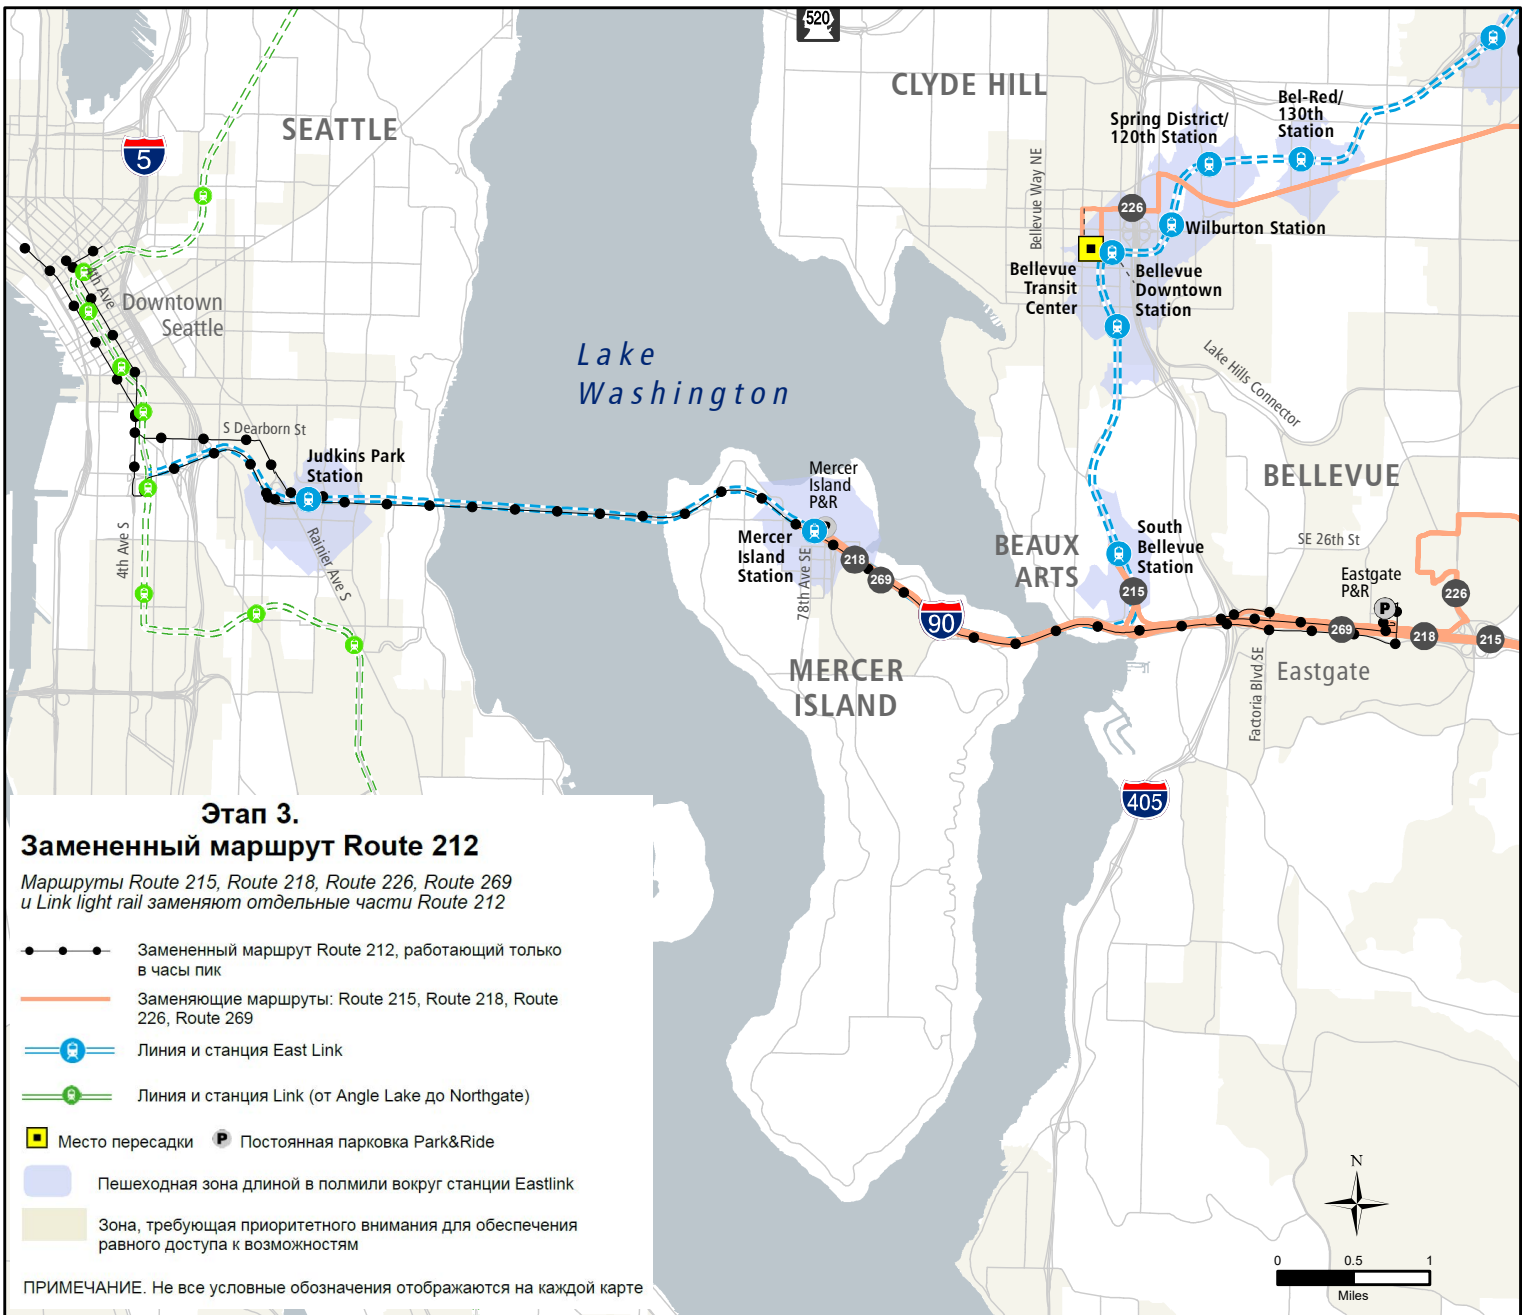 520
CLYDE HILL
SEATTLE
5
Bel-Red/
130th
Station
Spring District/
120th Station
Bellevue Way NE
226
Wilburton Station
Bellevue
Transit
Center
Bellevue
Downtown
Station
4th Ave
Downtown
Seattle
Lake
Washington
Lake Hills Connector
S Dearborn St
Judkins Park
Station
Mercer
Island
P&R
BELLEVUE
4th Ave S
Rainier Ave S
Mercer
Island
Station
78th Ave SE
218
269
90
BEAUX
ARTS
South
Bellevue
Station
215
SE 26th St
Eastgate
P&R
P
226
269
218
215
MERCER
ISLAND
Factoria Blvd SE
Eastgate
405
Этап 3.
Замененный маршрут Route 212
Маршруты Route 215, Route 218, Route 226, Route 269
и Link light rail заменяют отдельные части Route 212
Замененный маршрут Route 212, работающий только
в часы пик
Заменяющие маршруты: Route 215, Route 218, Route
226, Route 269
Линия и станция East Link
Линия и станция Link (от Angle Lake до Northgate)
Место пересадки P Постоянная парковка Park&Ride
Пешеходная зона длиной в полмили вокруг станции Eastlink
Зона, требующая приоритетного внимания для обеспечения
равного доступа к возможностям
ПРИМЕЧАНИЕ. Не все условные обозначения отображаются на каждой карте
N
0 0.5 1
Miles